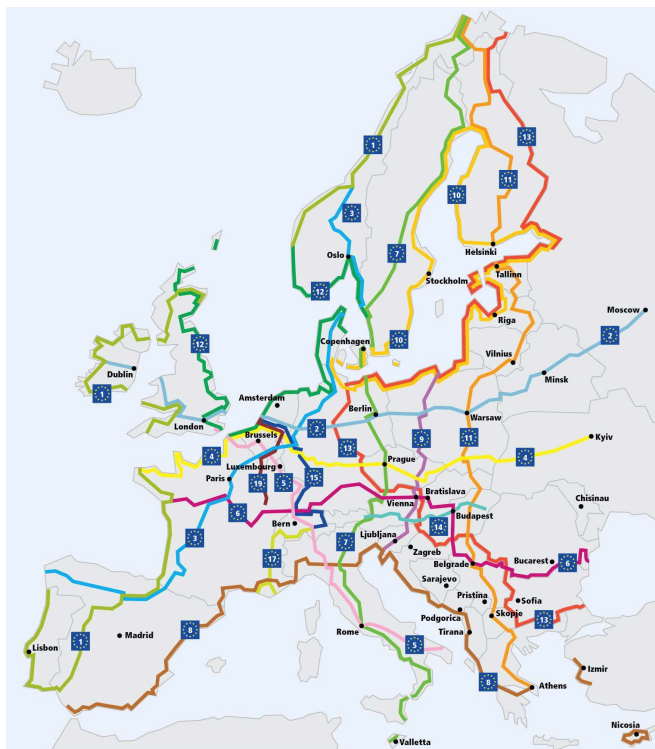 1
13
11
10
3
Oslo
7
Helsinki
12
Stockholm
Tallinn
Moscow
Riga
2
12
Copenhagen
10
Vilnius
Dublin
Minsk
1
Amsterdam
Berlin
Warsaw
London
2
Brussels
9
11
Kyiv
4
13
Prague
4
Luxembourg
Paris
19
5
15
Vienna
Bratislava
Chisinau
6
Budapest
Bern
14
3
7
Ljubljana
Zagreb
17
Belgrade
Bucarest
6
Sarajevo
Pristina
Sofia
Podgorica
Skopje
13
Rome
Tirana
Madrid
8
1
Lisbon
5
Izmir
8
Athens
Nicosia
Valletta